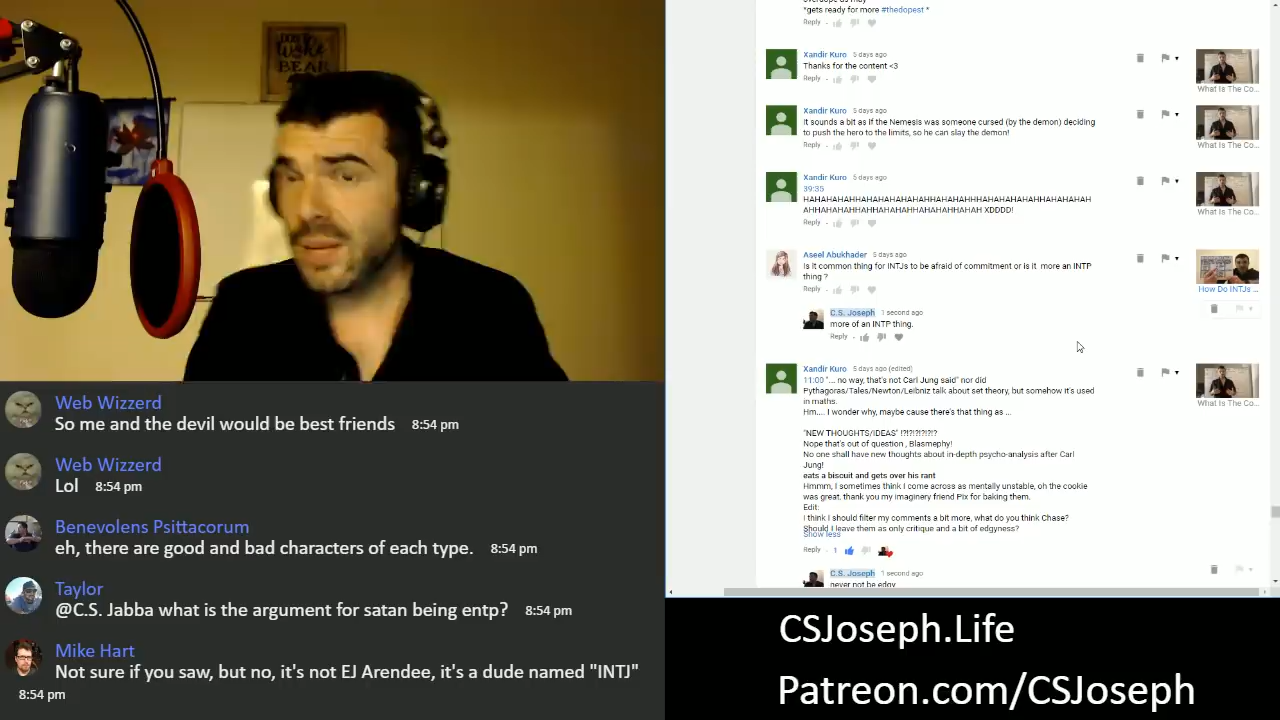 DON'T
Wake
BEAR
Web Wizzerd
So me and the devil would be best friends 8:54 pm
Web Wizzerd
Lol 8:54 pm
Benevolens Psittacorum
eh, there are good and bad characters of each type. 8:54 pm
Taylor
@C.S. Jabba what is the argument for satan being entp? 8:54 pm
Mike Hart
Not sure if you saw, but no, it's not EJ Arendee, it's a dude named "INTJ"
8:54 pm
*gets ready for more #thedopest *
Reply
Xandir Kuro 5 days ago
Thanks for the content <3
Reply
What Is The Co...
Xandir Kuro 5 days ago
It sounds a bit as if the Nemesis was someone cursed (by the demon) deciding
to push the hero to the limits, so he can slay the demon!
Reply
What Is The Co...
Xandir Kuro 5 days ago
39:35
Reply
What Is The Co...
Aseel Abukhader 5 days ago
Is it common thing for INTJs to be afraid of commitment or is it more an INTP
thing ?
Reply
How Do INTJs ...
C.S. Joseph 1 second ago
more of an INTP thing.
Reply
Xandir Kuro 5 days ago (edited)
11:00 "... no way, that's not Carl Jung said" nor did
Pythagoras/Tales/Newton/Leibniz talk about set theory, but somehow it's used
in maths.
Hm.... I wonder why, maybe cause there's that thing as ...
"NEW THOUGHTS/IDEAS" !?!?!?!?!?!?
Nope that's out of question , Blasmephy!
No one shall have new thoughts about in-depth psycho-analysis after Carl
Jung!
eats a biscuit and gets over his rant
Hmmm, I sometimes think I come across as mentally unstable, oh the cookie
was great, thank you my imaginery friend Pix for baking them.
Edit:
I think I should filter my comments a bit more, what do you think Chase?
Should I leave them as only critique and a bit of edgyness?
Show less
Reply 1
What Is The Co...
C.S. Joseph 1 second ago
never not be edgy
CSJoseph.Life
Patreon.com/CSJoseph